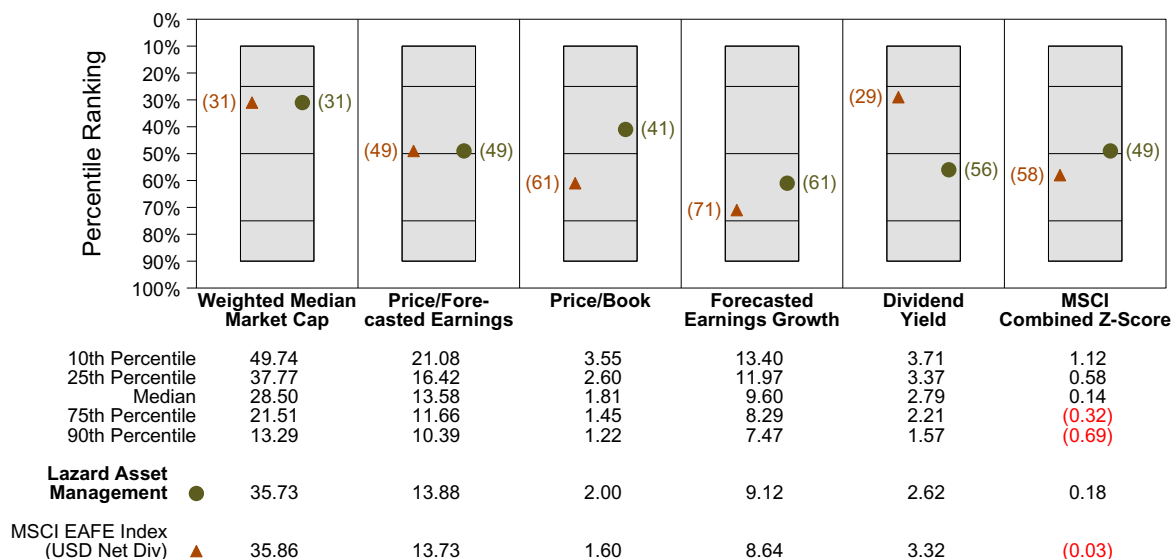 0%
10%
20%
30%
40%
50%
60%
70%
80%
90%
100%
Percentile Ranking
(31) (31)
(49) (49)
(41)
(61)
(61)
(71)
(29)
(56)
(49)
(58)
Weighted Median Market Cap
Price/Fore-casted Earnings
Price/Book
Forecasted Earnings Growth
Dividend Yield
MSCI Combined Z-Score
10th Percentile 49.74 21.08 3.55 13.40 3.71 1.12
25th Percentile 37.77 16.42 2.60 11.97 3.37 0.58
Median 28.50 13.58 1.81 9.60 2.79 0.14
75th Percentile 21.51 11.66 1.45 8.29 2.21 (0.32)
90th Percentile 13.29 10.39 1.22 7.47 1.57 (0.69)
Lazard Asset
Management 35.73 13.88 2.00 9.12 2.62 0.18
MSCI EAFE Index
(USD Net Div) 35.86 13.73 1.60 8.64 3.32 (0.03)